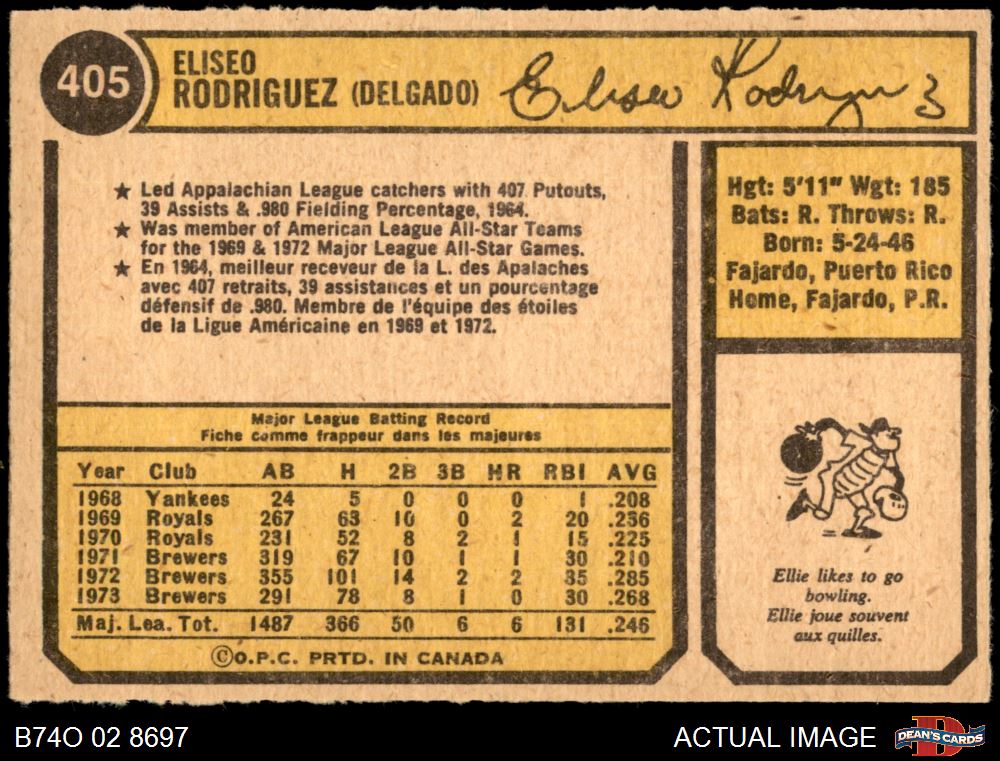 405
ELISEO
RODRIGUEZ (DELGADO)
Eliseo Rodriguez
★ Led Appalachian League catchers with 407 Putouts,
39 Assists & .980 Fielding Percentage, 1964.
★ Was member of American League All-Star Teams
for the 1969 & 1972 Major League All-Star Games.
★ En 1964, meilleur receveur de la L. des Apalaches
avec 407 retraits, 39 assistances et un pourcentage
défensif de .980. Membre de l'équipe des étoiles
de la Ligue Américaine en 1969 et 1972.
Hgt: 5'11" Wgt: 185
Bats: R. Throws: R.
Born: 5-24-46
Fajardo, Puerto Rico
Home, Fajardo, P.R.
Major League Batting Record
Fiche comme frappeur dans les majeures
Year Club AB H 2B 3B HR RBI AVG
1968 Yankees 24 5 0 0 0 1 .208
1969 Royals 267 63 10 0 2 20 .236
1970 Royals 231 52 8 2 1 15 .225
1971 Brewers 319 67 10 1 1 30 .210
1972 Brewers 355 101 14 2 2 35 .285
1973 Brewers 291 78 8 1 0 30 .268
Maj. Lea. Tot. 1487 366 50 6 6 131 .246
©O.P.C. PRTD. IN CANADA
Ellie likes to go
bowling.
Ellie joue souvent
aux quilles.
B74O 02 8697
ACTUAL IMAGE
DEAN'S CARDS